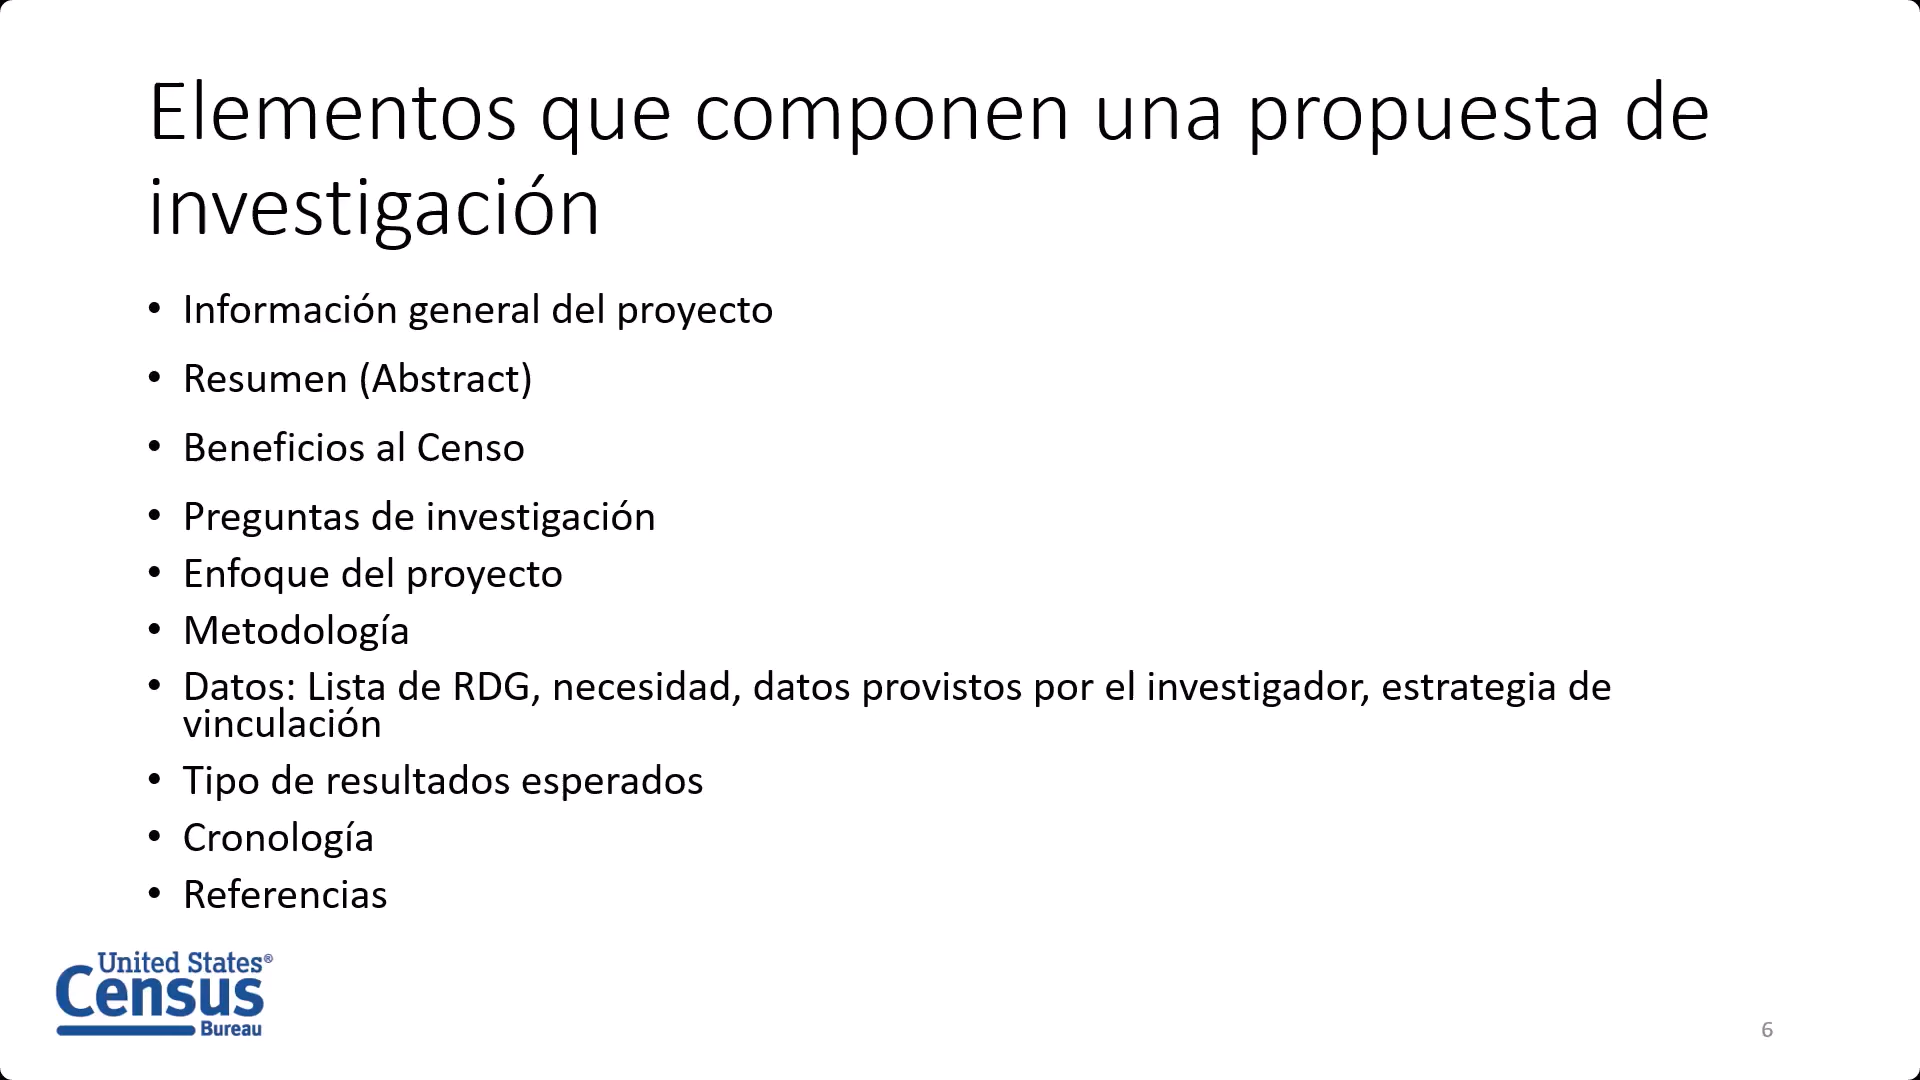 Elementos que componen una propuesta de
investigación
• Información general del proyecto
• Resumen (Abstract)
• Beneficios al Censo
• Preguntas de investigación
• Enfoque del proyecto
• Metodología
• Datos: Lista de RDG, necesidad, datos provistos por el investigador, estrategia de
vinculación
• Tipo de resultados esperados
• Cronología
• Referencias
United States®
Census
Bureau
6